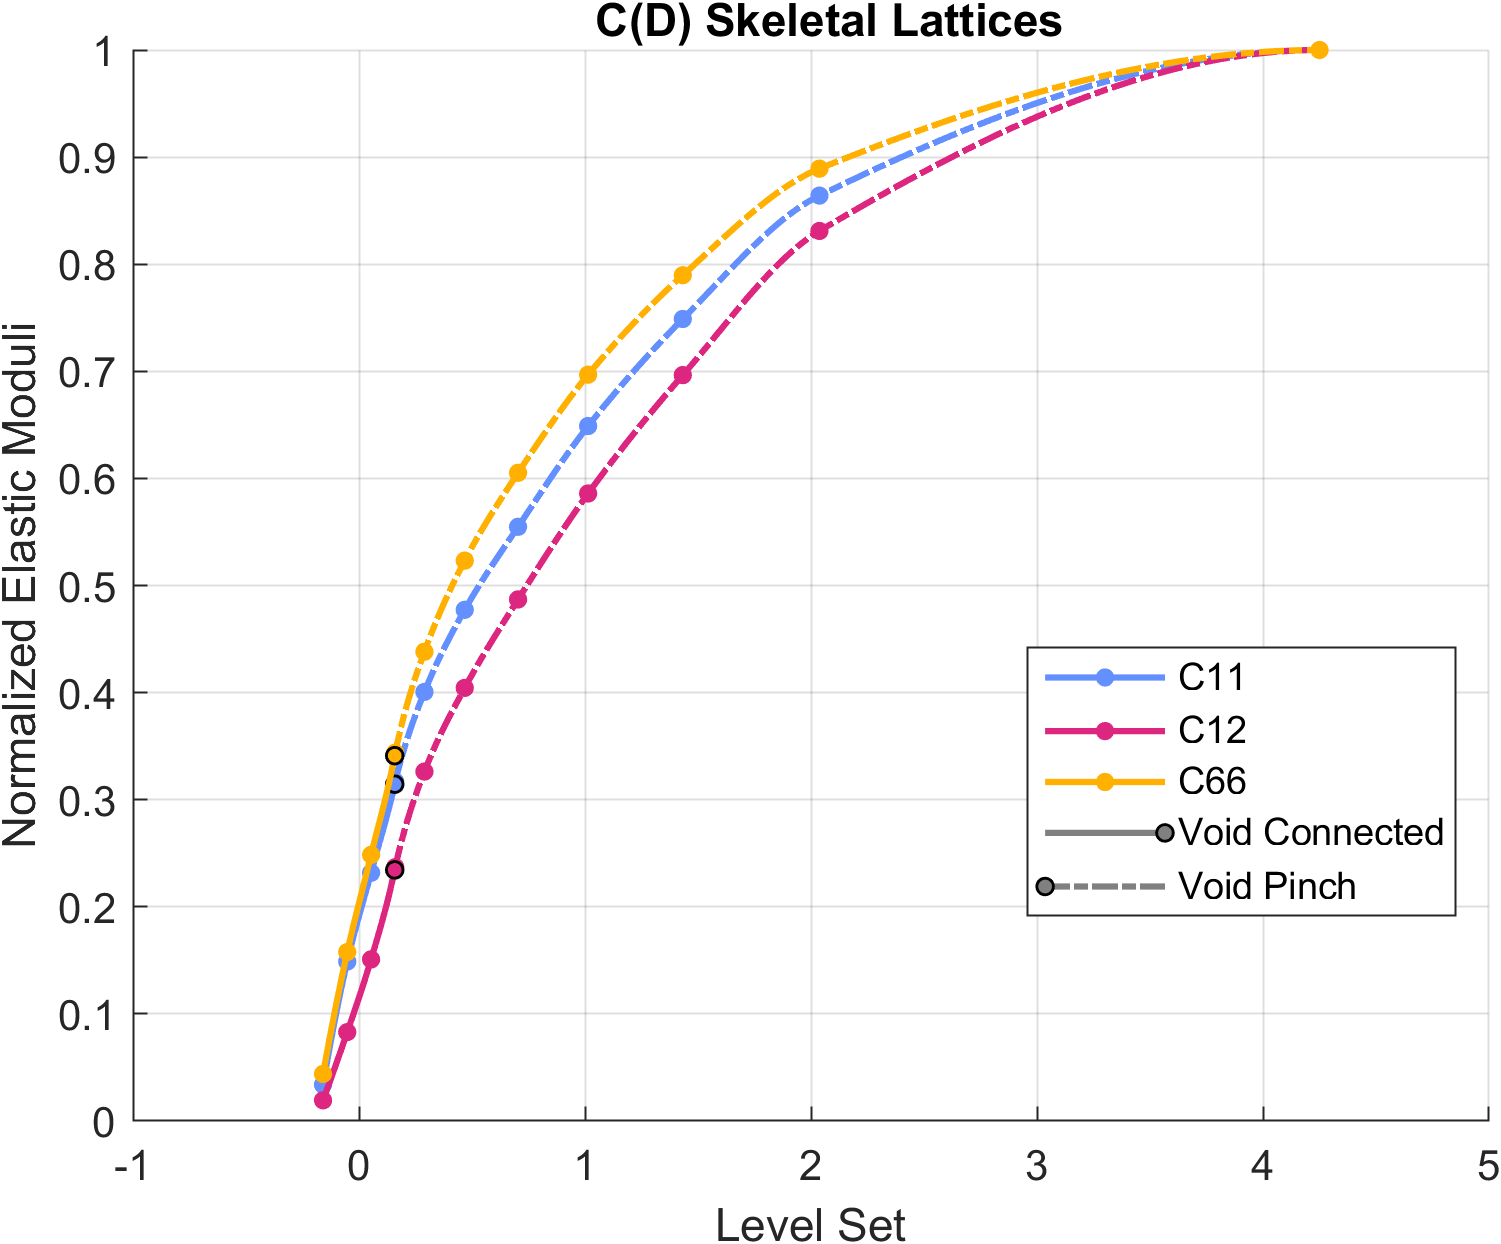 C(D) Skeletal Lattices
1
0.9
0.8
0.7
0.6
0.5
0.4
0.3
0.2
0.1
0
Normalized Elastic Moduli
C11
C12
C66
Void Connected
Void Pinch
-1 0 1 2 3 4 5
Level Set